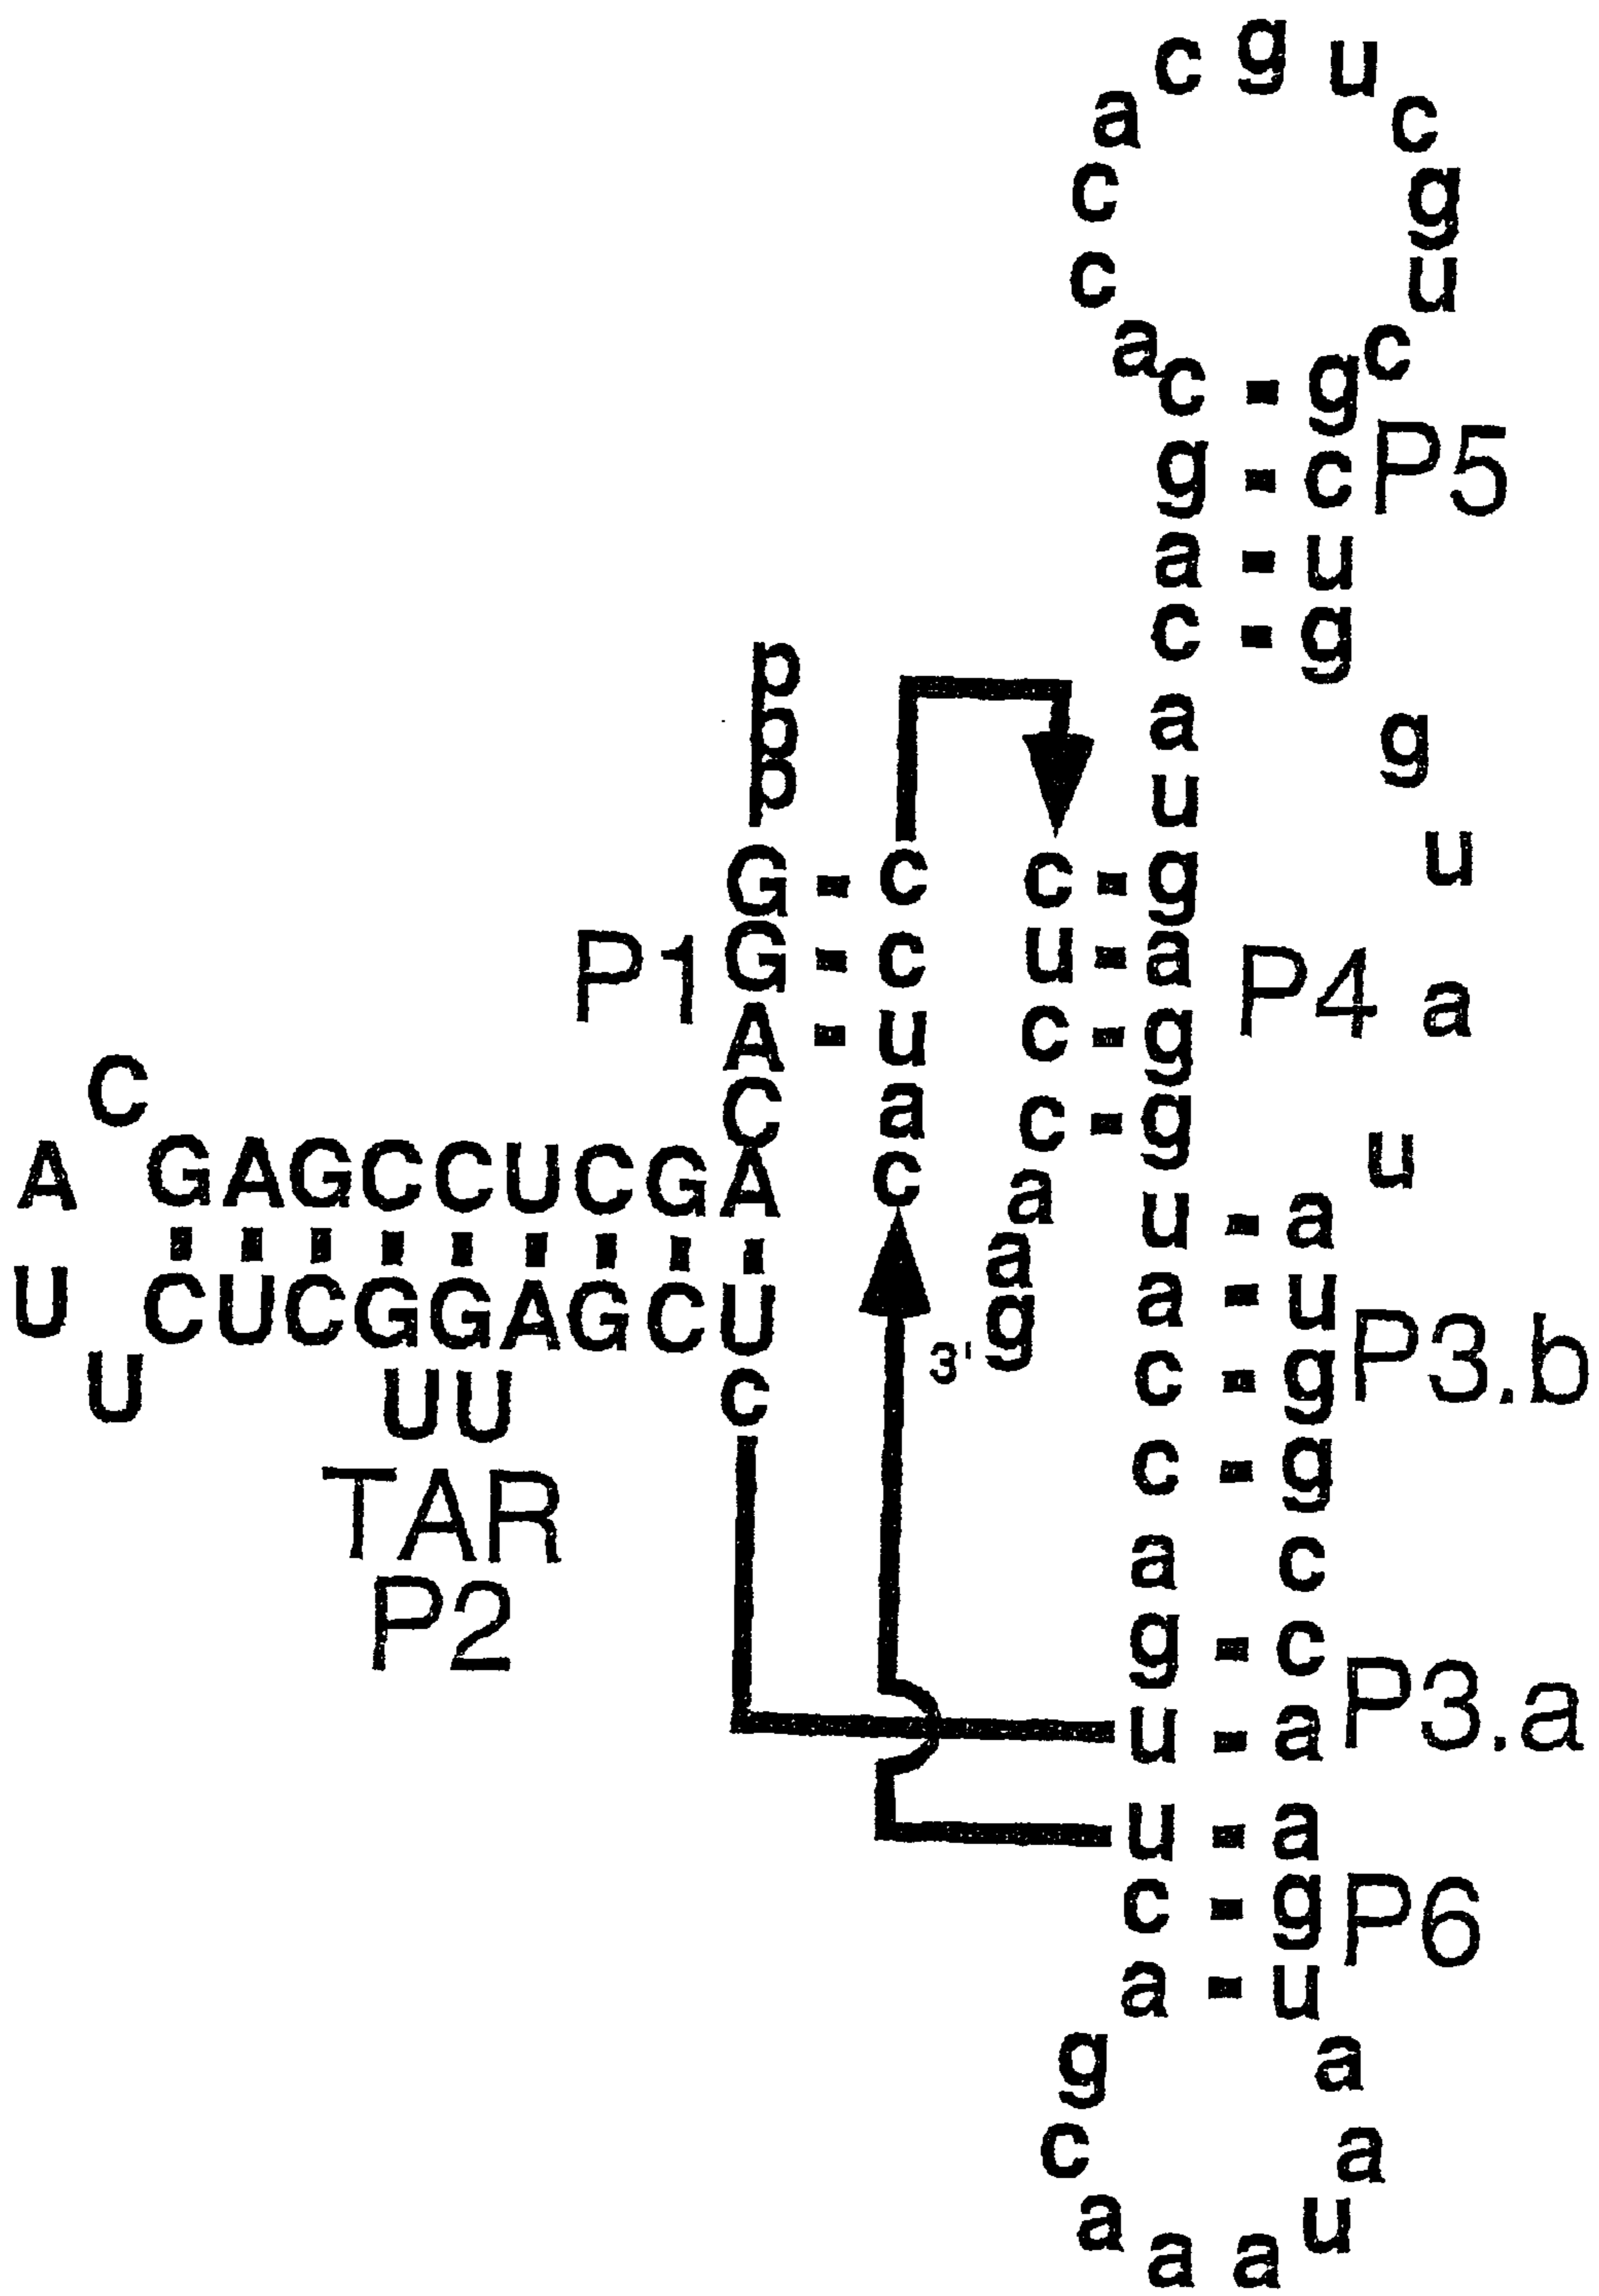 c g u
a c
c g
c u
a c
c g
g c P5
a u
c g
p a
p u g
p
G c c g u
P1 G c u a P4 a
A u c g
C C a c g u
A GAGCCUCGA c a u a
U CUCGGAGCU a a u
U UU c 3' g c g P3.b
TAR c g
P2 a c
g c
u a P3.a
u a
c g P6
a u
g a
c a
a a a u